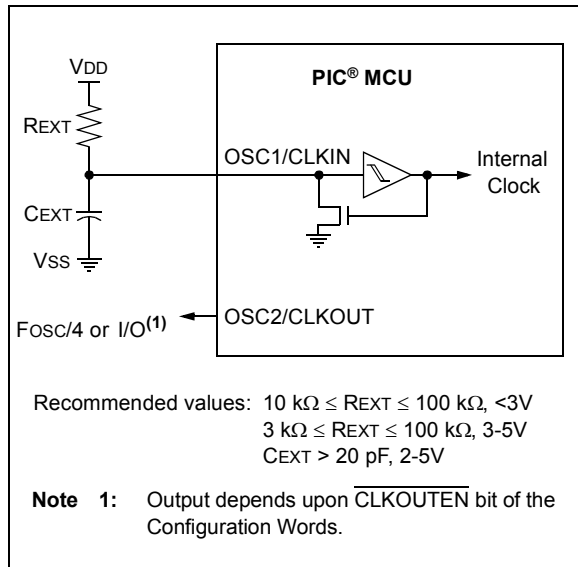 VDD
PIC® MCU
REXT
OSC1/CLKIN
Internal
Clock
CEXT
VSS
OSC2/CLKOUT
FOSC/4 or I/O(1)
Recommended values: 10 kΩ ≤ REXT ≤ 100 kΩ, <3V
3 kΩ ≤ REXT ≤ 100 kΩ, 3-5V
CEXT > 20 pF, 2-5V
Note 1: Output depends upon CLKOUTEN bit of the
Configuration Words.